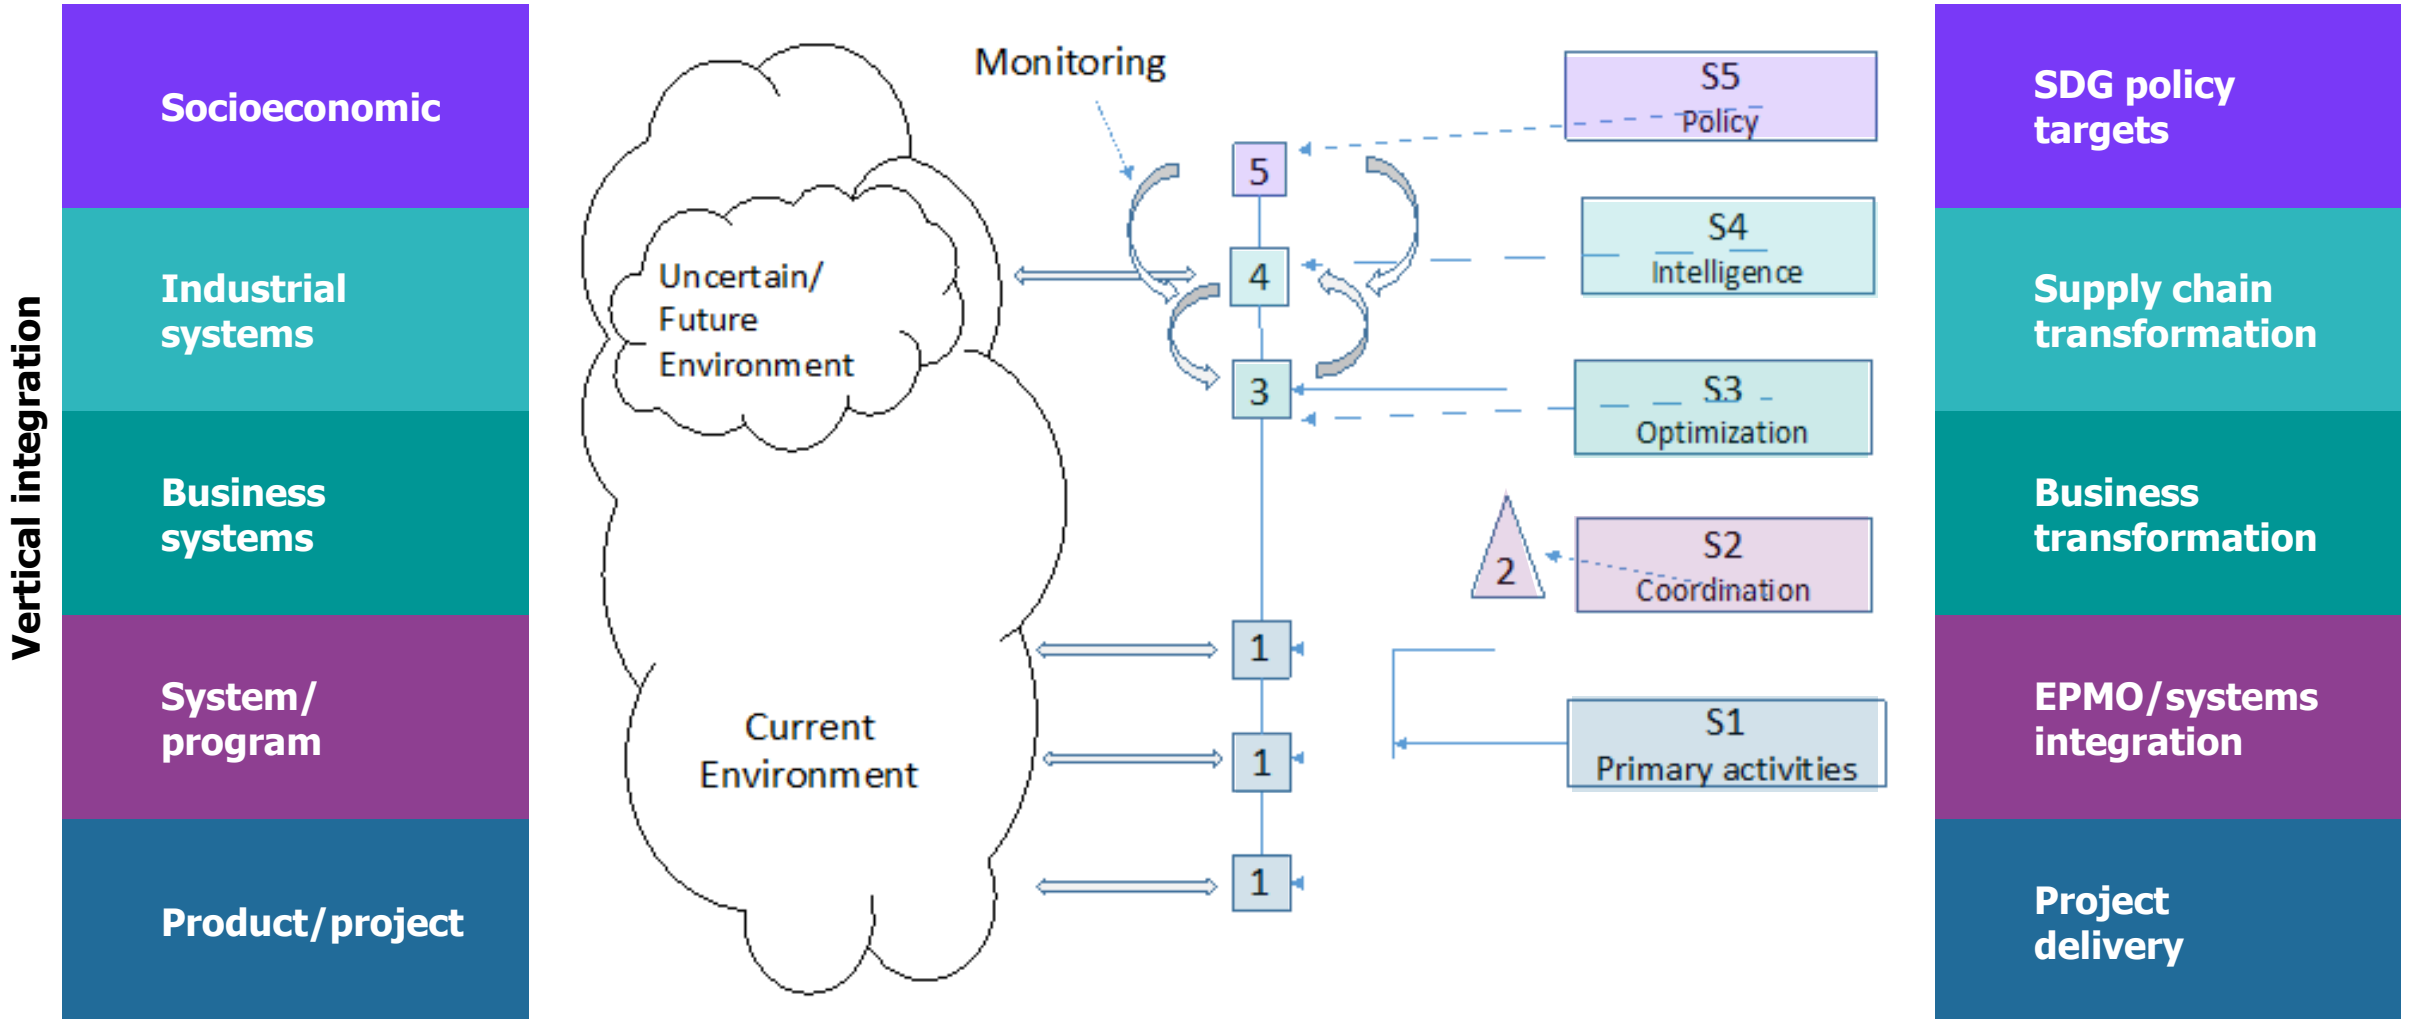 Vertical integration
Socioeconomic
Industrial
systems
Business
systems
System/
program
Product/project
Monitoring
Uncertain/
Future
Environment
Current
Environment
5
4
3
2
1
1
1
S5
Policy
S4
Intelligence
S3
Optimization
S2
Coordination
S1
Primary activities
SDG policy
targets
Supply chain
transformation
Business
transformation
EPMO/systems
integration
Project
delivery